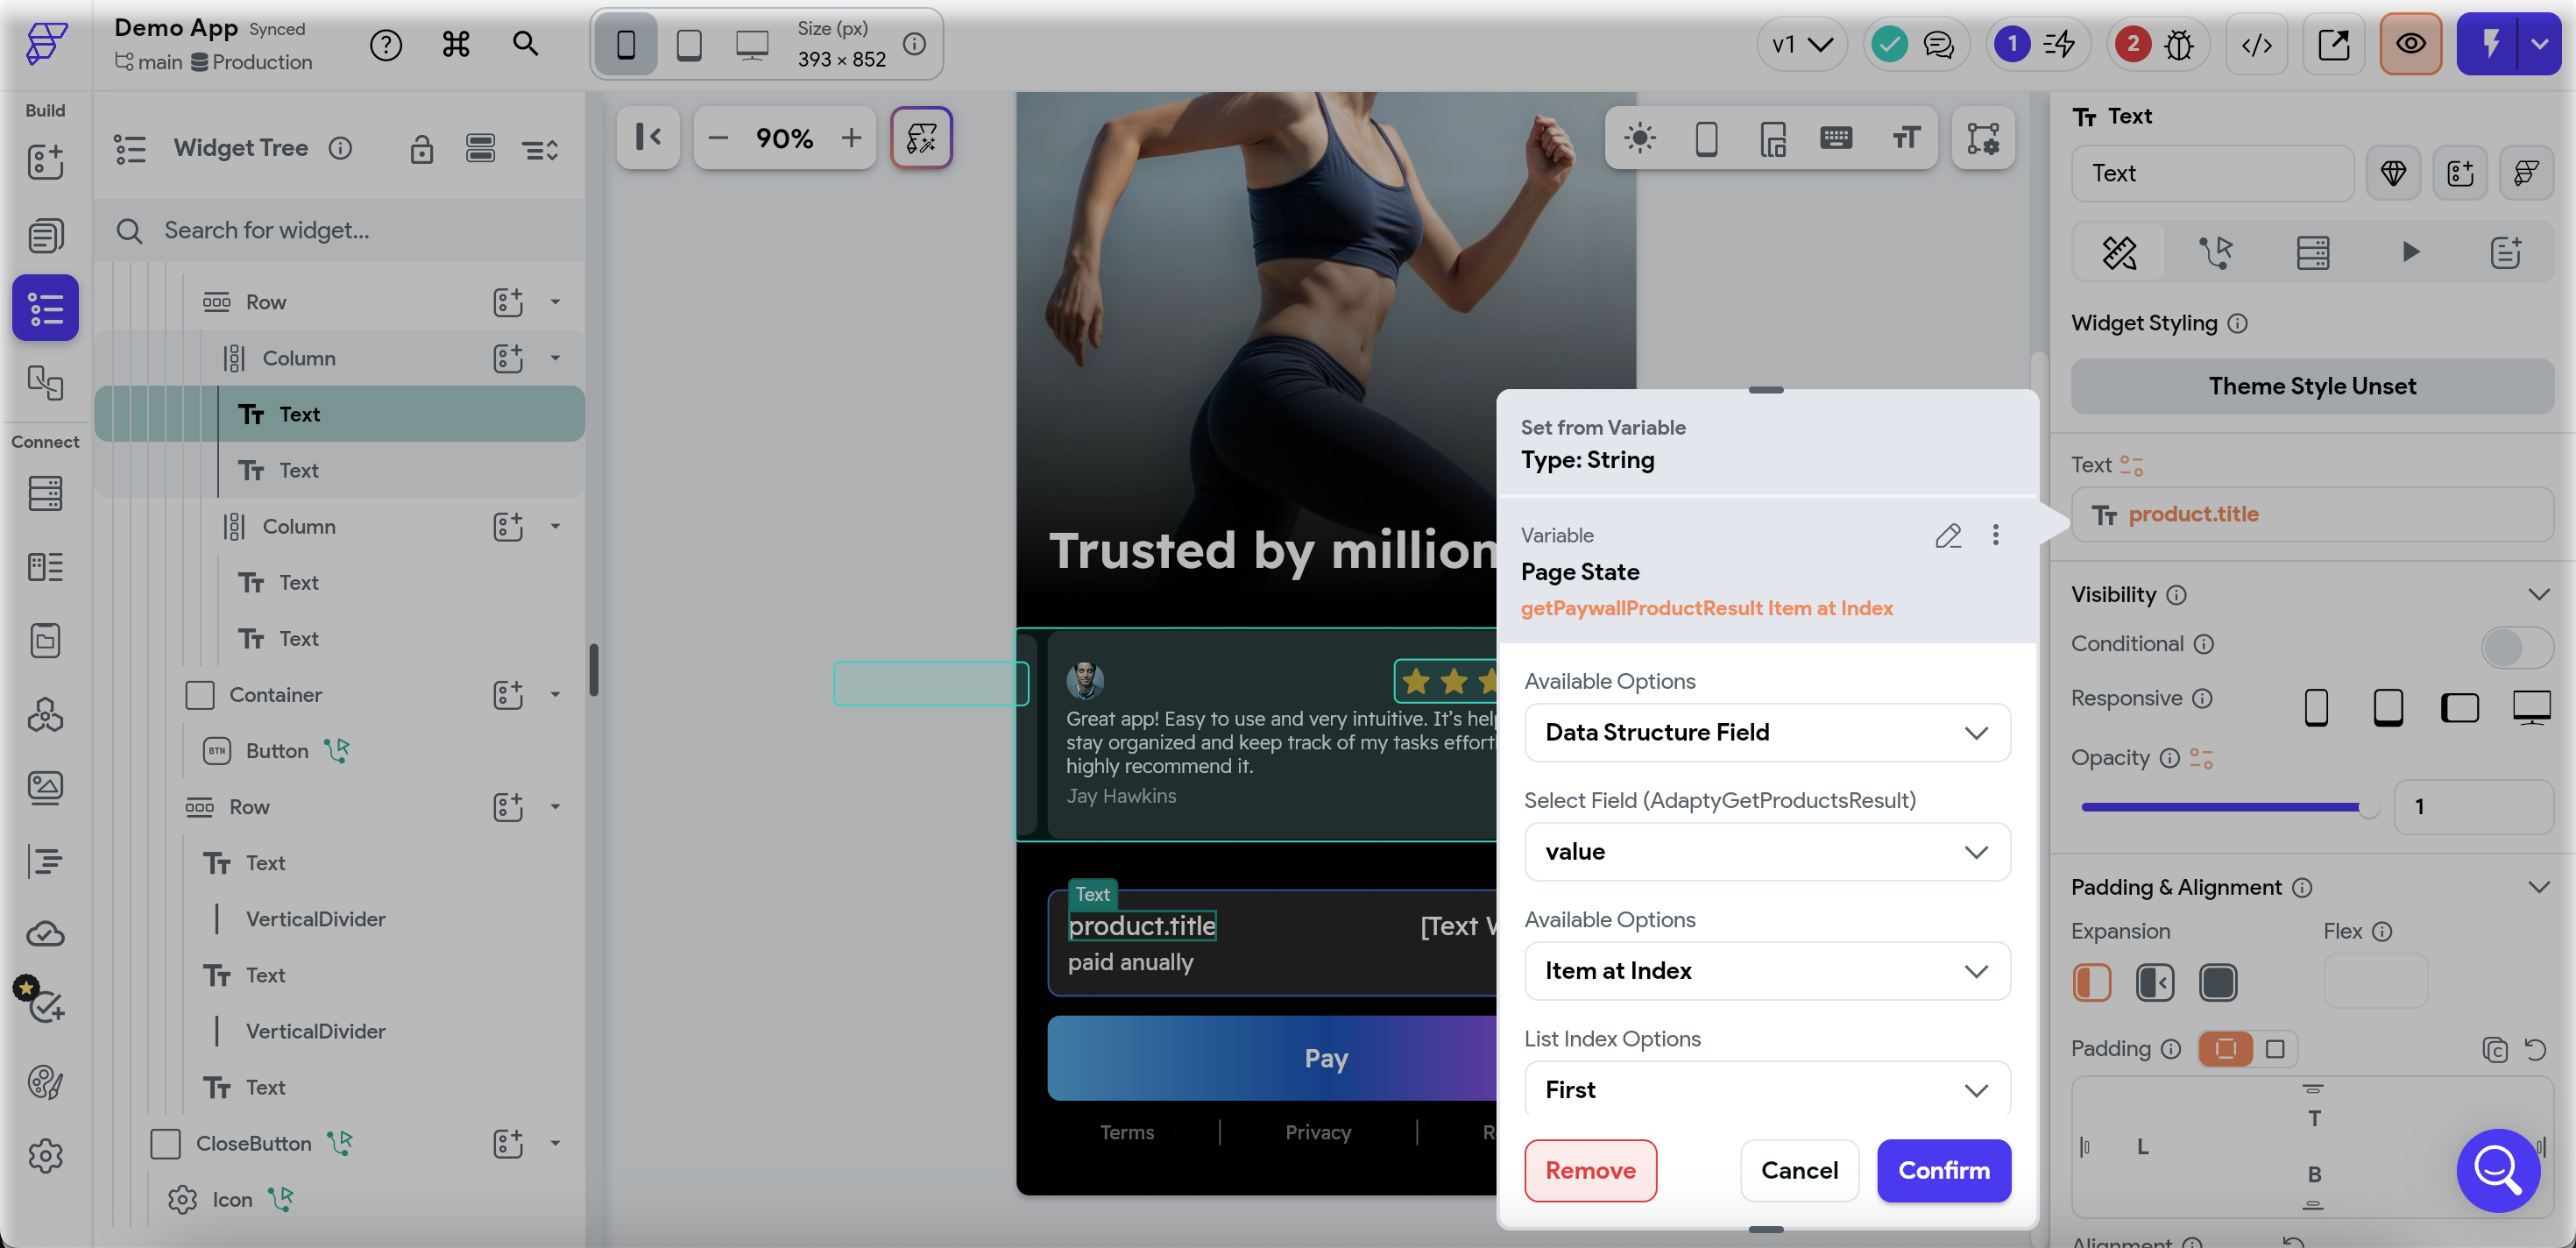 Demo App Synced
main Production
Size (px)
393 × 852
v1
1
2
Build
Connect
Widget Tree
Search for widget...
Row
Column
Text
Text
Column
Text
Text
Container
BTN Button
Row
Text
VerticalDivider
Text
VerticalDivider
Text
CloseButton
Icon
90%
Trusted by million
Great app! Easy to use and very intuitive. It's hel
stay organized and keep track of my tasks effort
highly recommend it.
Jay Hawkins
Text
product.title
[Text
paid anually
Pay
Terms
Privacy
R
Set from Variable
Type: String
Variable
Page State
getPaywallProductResult Item at Index
Available Options
Data Structure Field
Select Field (AdaptyGetProductsResult)
value
Available Options
Item at Index
List Index Options
First
Remove
Cancel
Confirm
Text
Text
Widget Styling
Theme Style Unset
Text
product.title
Visibility
Conditional
Responsive
Opacity
1
Padding & Alignment
Expansion
Flex
Padding
T
L
B
Alignment